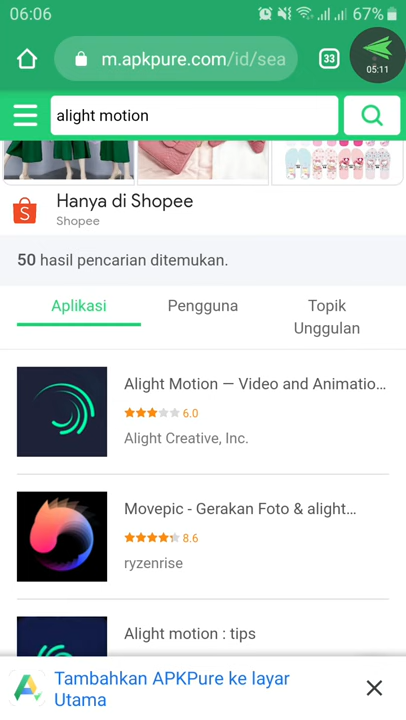 06:06
67%
m.apkpure.com/id/sea
33
05:11
alight motion
Hanya di Shopee
Shopee
50 hasil pencarian ditemukan.
Aplikasi
Pengguna
Topik
Unggulan
Alight Motion — Video and Animatio...
6.0
Alight Creative, Inc.
Movepic - Gerakan Foto & alight...
8.6
ryzenrise
Alight motion : tips
Tambahkan APKPure ke layar
Utama